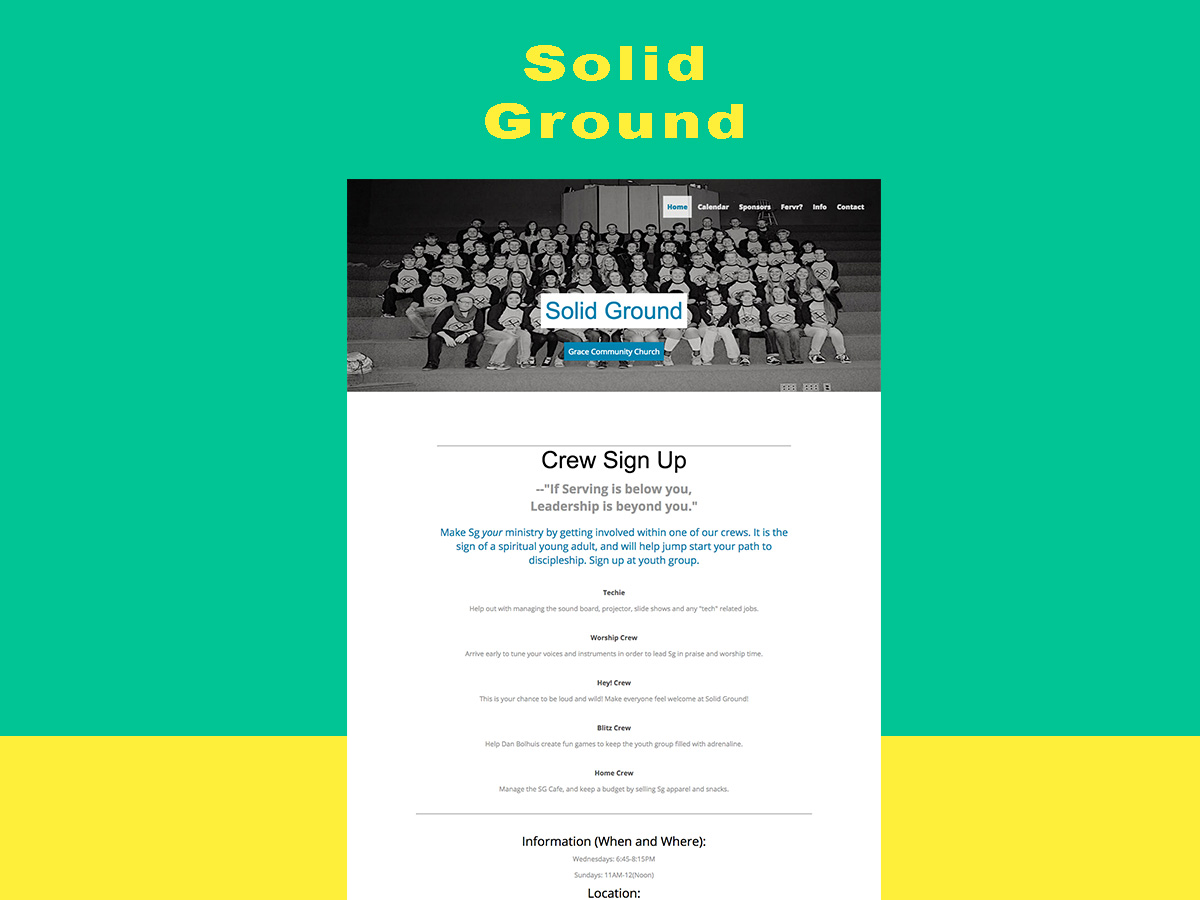 Solid
Ground
Home Calendar Sponsors Fervr? Info Contact
Solid Ground
Grace Community Church
Crew Sign Up
--"If Serving is below you,
Leadership is beyond you."
Make Sg your ministry by getting involved within one of our crews. It is the
sign of a spiritual young adult, and will help jump start your path to
discipleship. Sign up at youth group.
Techie
Help out with managing the sound board, projector, slide shows and any "tech" related jobs.
Worship Crew
Arrive early to tune your voices and instruments in order to lead Sg in praise and worship time.
Hey! Crew
This is your chance to be loud and wild! Make everyone feel welcome at Solid Ground!
Blitz Crew
Help Dan Bolhuis create fun games to keep the youth group filled with adrenaline.
Home Crew
Manage the SG Cafe, and keep a budget by selling Sg apparel and snacks.
Information (When and Where):
Wednesdays: 6:45-8:15PM
Sundays: 11AM-12(Noon)
Location: